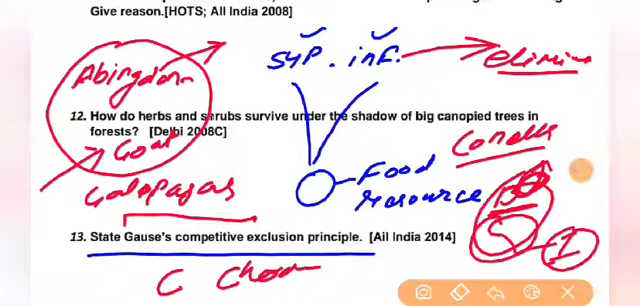 Give reason.[HOTS; All India 2008]
SyP. inf.
elimin
Abingdon
12. How do herbs and shrubs survive under the shadow of big canopied trees in
forests? [Delhi 2008C]
Goat
Galapagas
Food
resource
13. State Gause's competitive exclusion principle. [All India 2014]
5
1
C